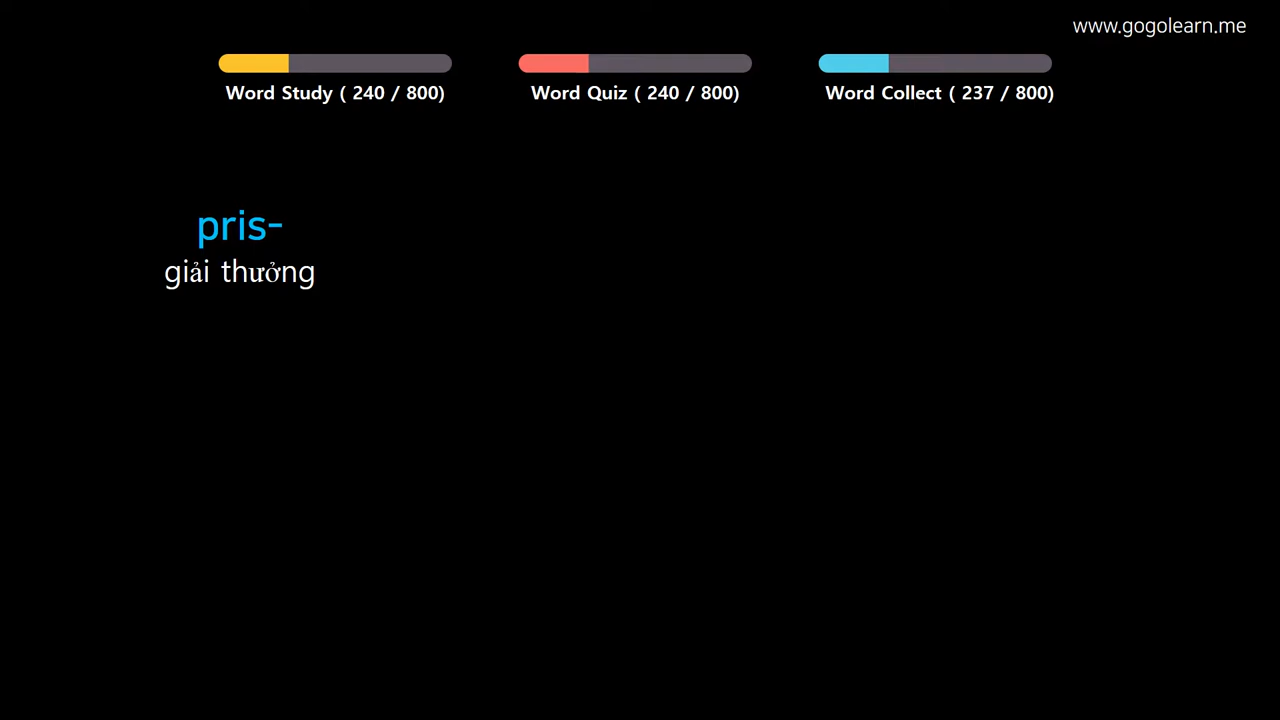 www.gogolearn.me
Word Study ( 240 / 800)
Word Quiz ( 240 / 800)
Word Collect ( 237 / 800)
pris-
giải thưởng